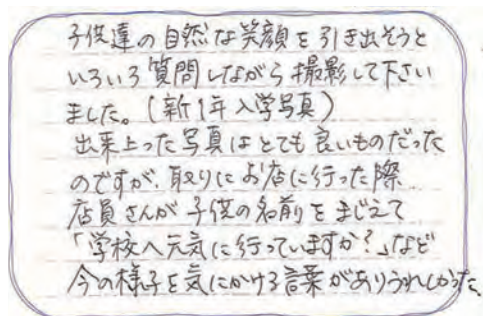 子供達の自然な笑顔を引き出そうと
いろいろ質問しながら撮影して下さい
ました。(新1年入学写真)
出来上った写真はとても良いものだった
のですが、取りにお店に行った際
店員さんが子供の名前をまじえて
「学校へ元気に行っていますか?」など
今の様子を気にかける言葉がありうれしかった。